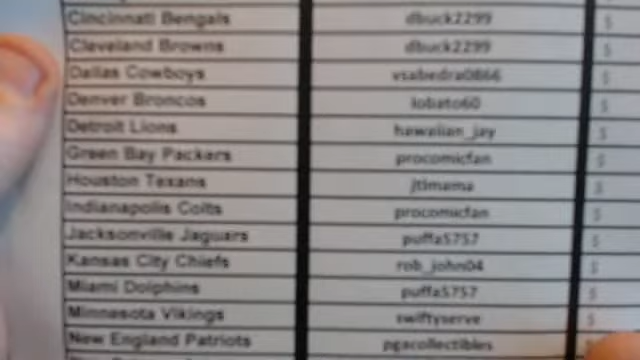 Cincinnati Bengals dbuck2299 $
Cleveland Browns dbuck2299 $
Dallas Cowboys vsabedra0866 $
Denver Broncos lobato60 $
Detroit Lions hawaiian_jay $
Green Bay Packers procomicfan $
Houston Texans jtlmama $
Indianapolis Colts procomicfan $
Jacksonville Jaguars puffa5757 $
Kansas City Chiefs rob_john04 $
Miami Dolphins puffa5757 $
Minnesota Vikings swiftyserve $
New England Patriots pgacollectibles